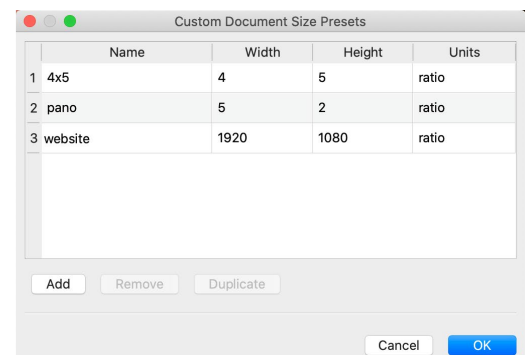 Custom Document Size Presets
Name Width Height Units
1 4x5 4 5 ratio
2 pano 5 2 ratio
3 website 1920 1080 ratio
Add Remove Duplicate
Cancel OK